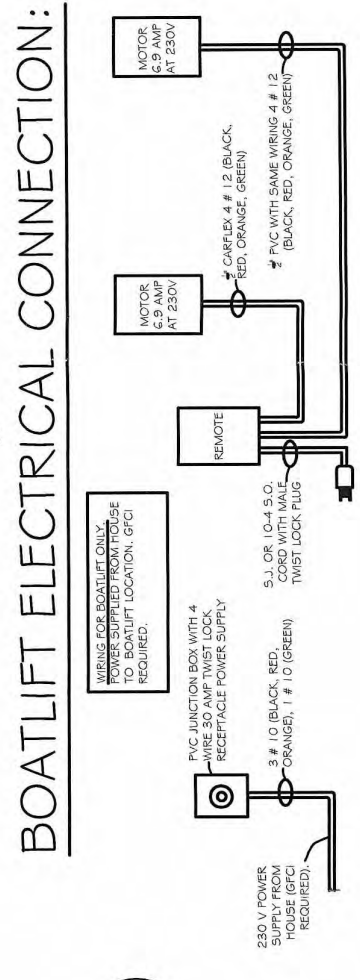 BOATLIFT ELECTRICAL CONNECTION:
WIRING FOR BOATLIFT ONLY.
POWER SUPPLIED FROM HOUSE
TO BOATLIFT LOCATION. GFCI
REQUIRED.
230 V POWER
SUPPLY FROM
HOUSE (GFCI
REQUIRED).
PVC JUNCTION BOX WITH 4
WIRE 30 AMP TWIST LOCK
RECEPTACLE POWER SUPPLY
3 # 10 (BLACK, RED,
ORANGE), 1 # 10 (GREEN)
S.J. OR 10-4 S.O.
CORD WITH MALE
TWIST LOCK PLUG
REMOTE
MOTOR
6.9 AMP
AT 230V
½" CARFLEX 4 # 12 (BLACK,
RED, ORANGE, GREEN)
MOTOR
6.9 AMP
AT 230V
½" PVC WITH SAME WIRING 4 # 12
(BLACK, RED, ORANGE, GREEN)